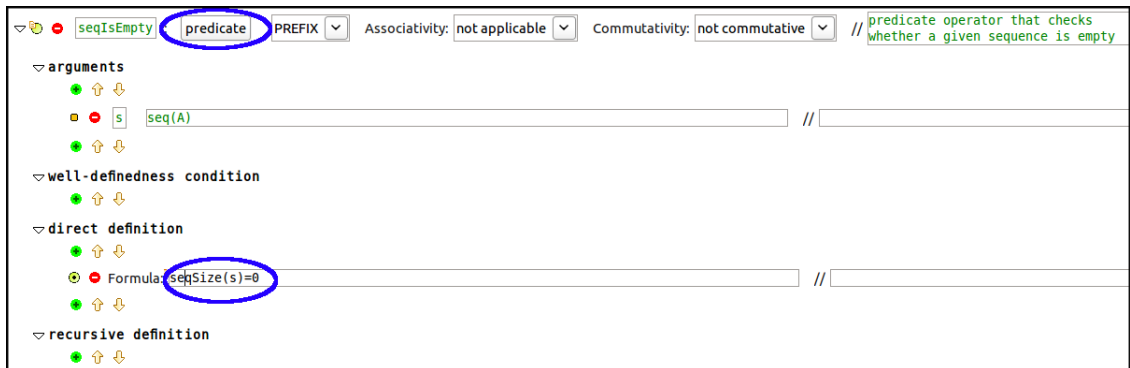 seqIsEmpty predicate PREFIX Associativity: not applicable Commutativity: not commutative // predicate operator that checks
whether a given sequence is empty
arguments
s seq(A) //
well-definedness condition
direct definition
Formula: seqSize(s)=0 //
recursive definition